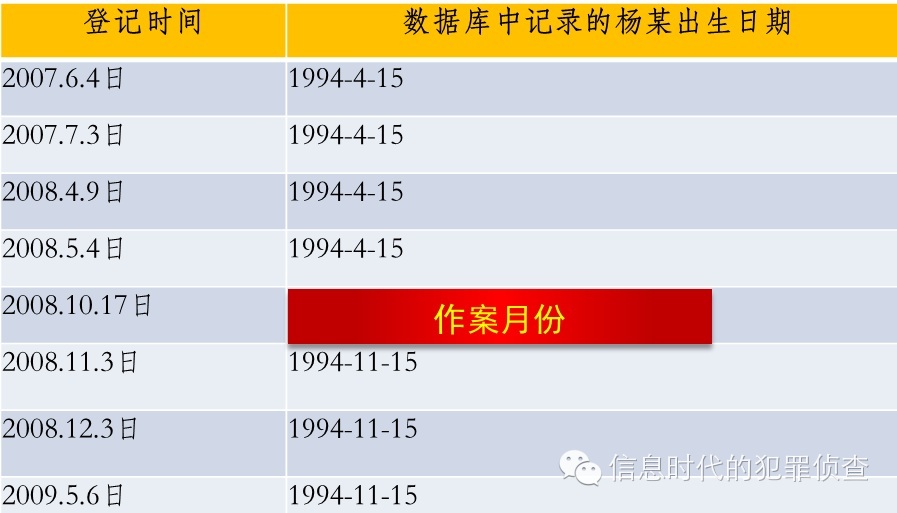 登记时间 数据库中记录的杨某出生日期
2007.6.4日 1994-4-15
2007.7.3日 1994-4-15
2008.4.9日 1994-4-15
2008.5.4日 1994-4-15
2008.10.17日 作案月份
2008.11.3日 1994-11-15
2008.12.3日 1994-11-15
信息时代的犯罪侦查
2009.5.6日 1994-11-15